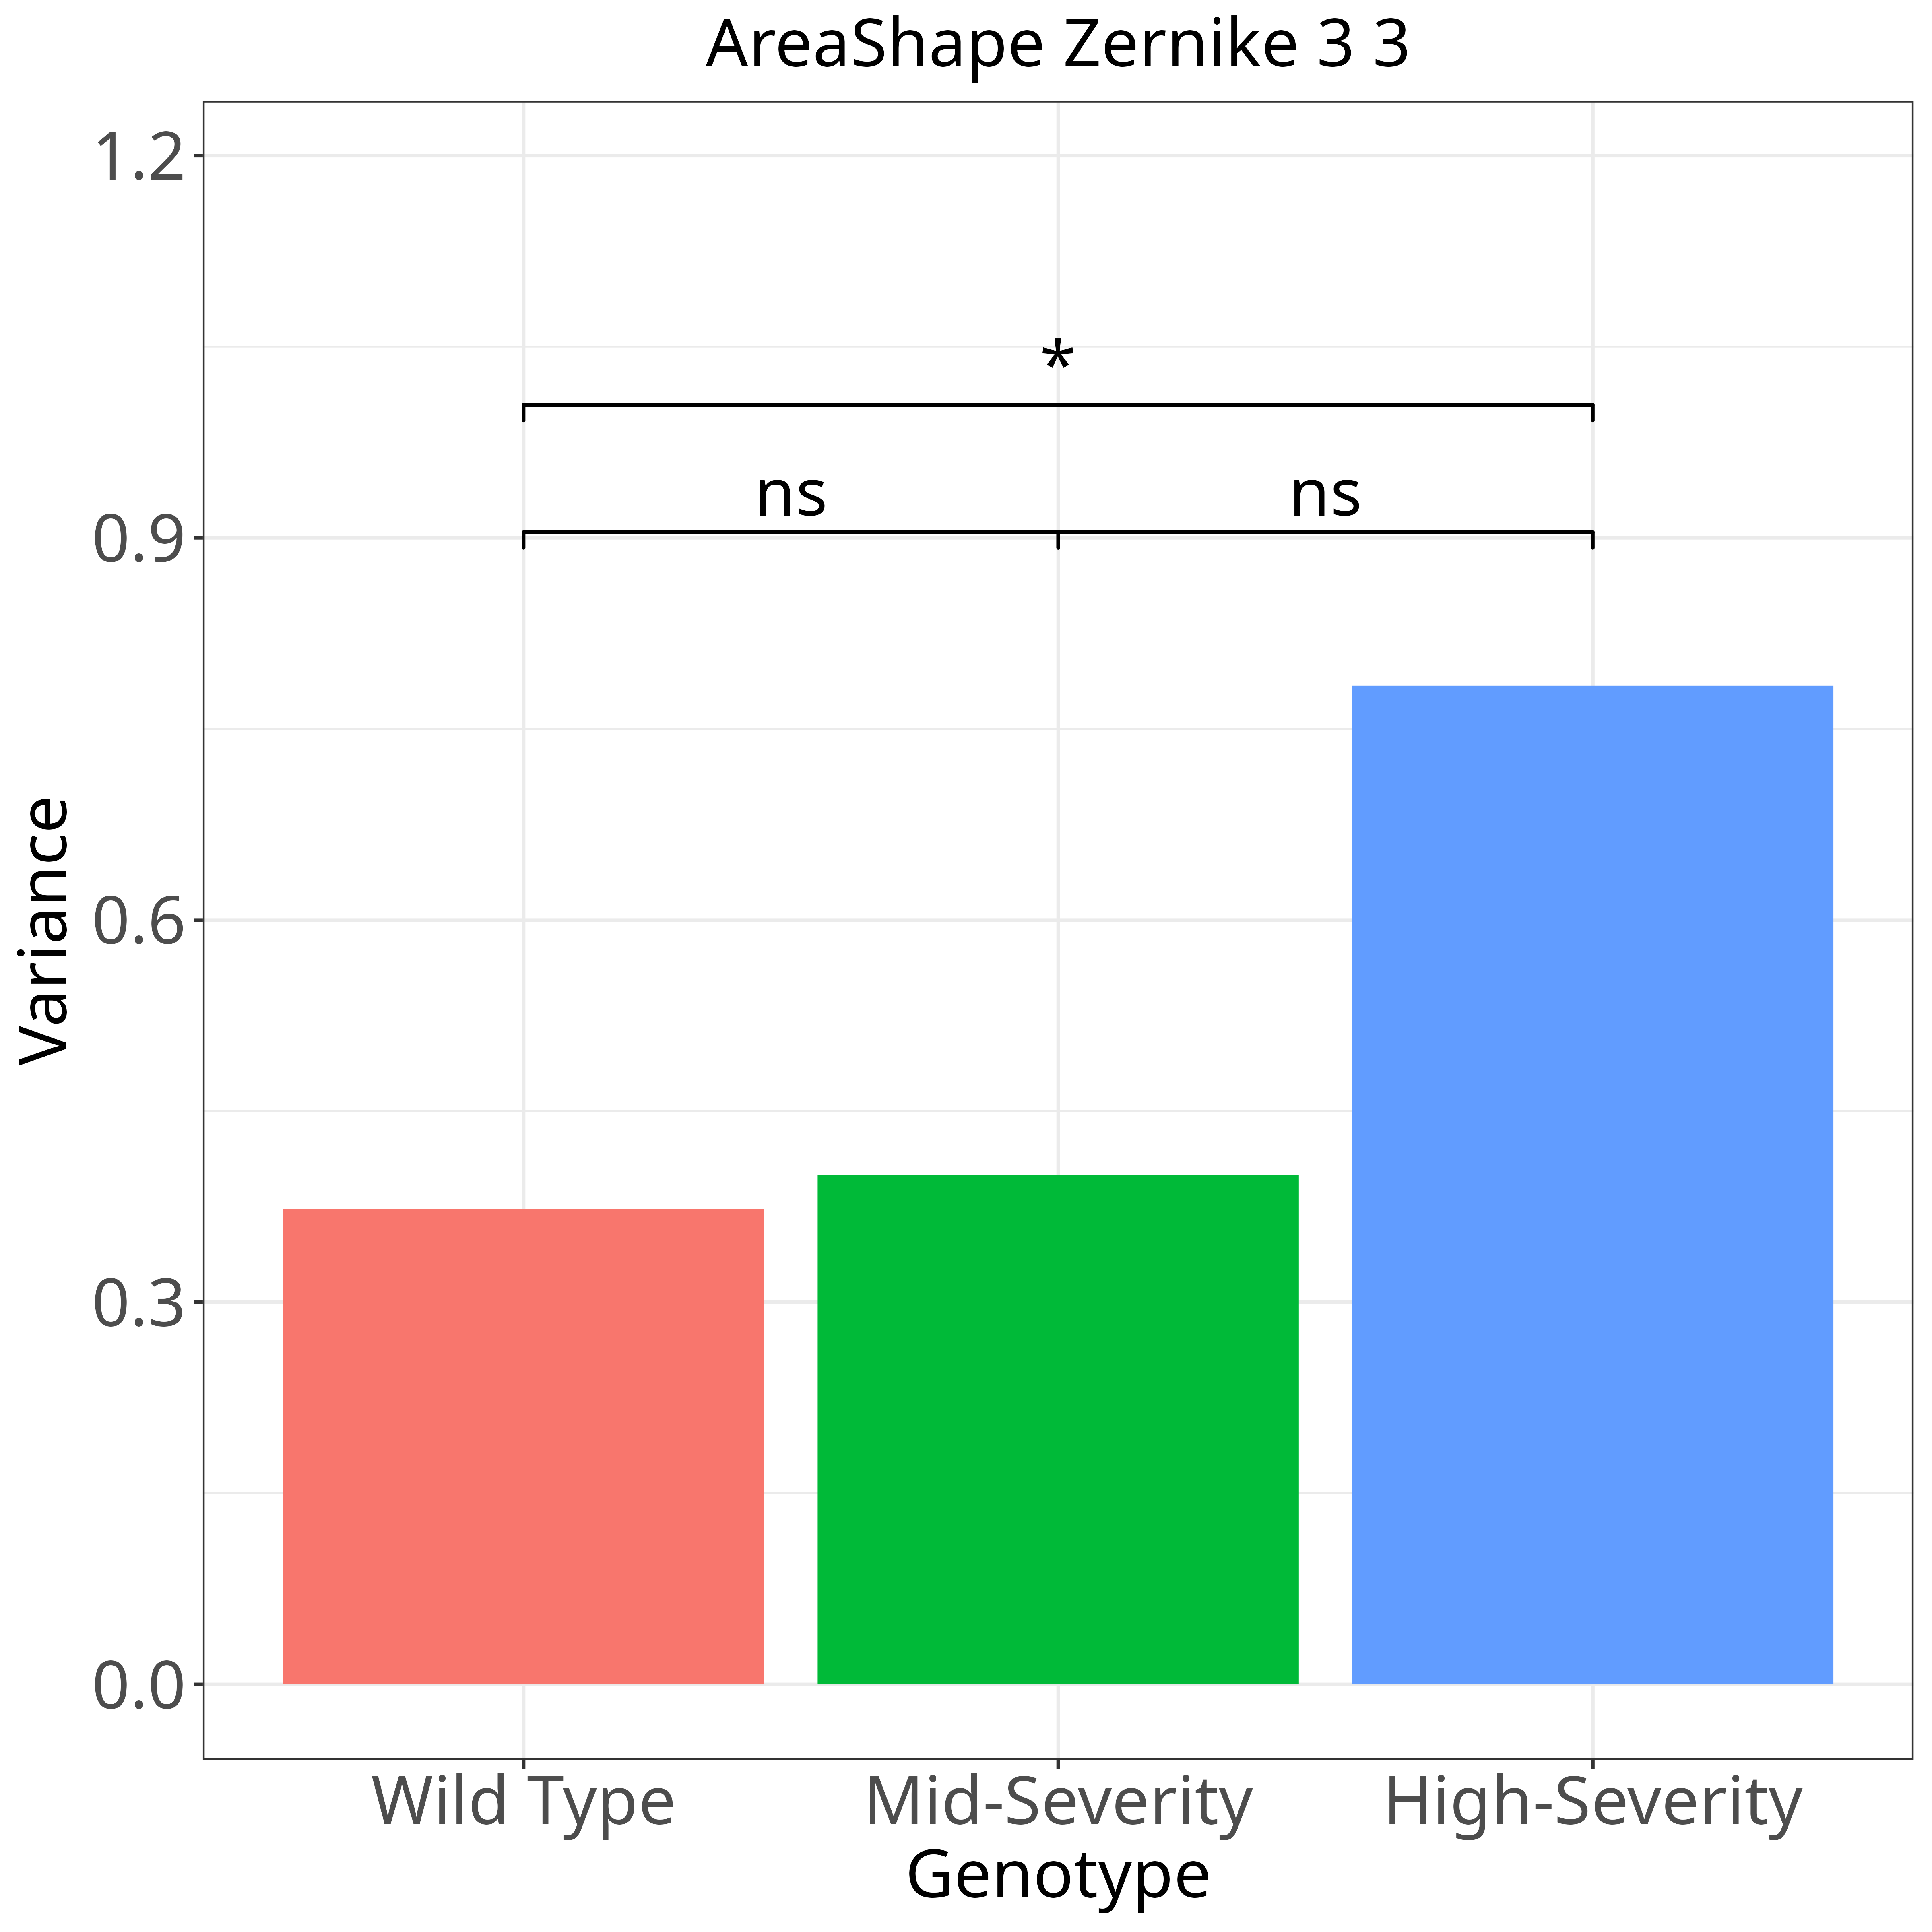 AreaShape Zernike 3 3
1.2
*
ns ns
0.9
Variance
0.6
0.3
0.0
Wild Type Mid-Severity High-Severity
Genotype